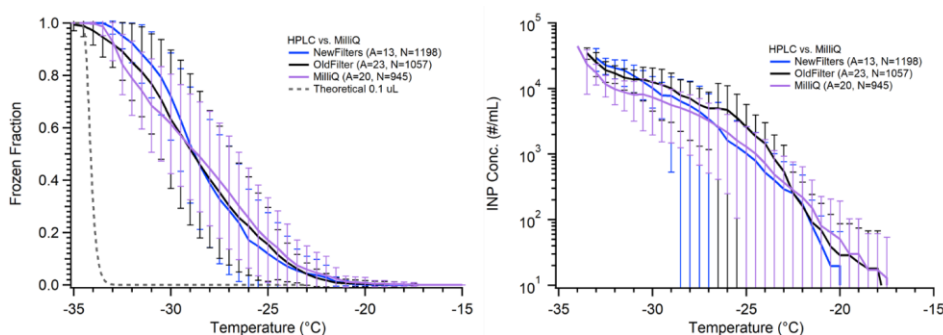 HPLC vs. MilliQ
NewFilters (A=13, N=1198)
OldFilter (A=23, N=1057)
MilliQ (A=20, N=945)
Theoretical 0.1 uL
Frozen Fraction
1.0
0.8
0.6
0.4
0.2
0.0
-35 -30 -25 -20 -15
Temperature (°C)
HPLC vs. MilliQ
NewFilters (A=13, N=1198)
OldFilter (A=23, N=1057)
MilliQ (A=20, N=945)
INP Conc. (#/mL)
10⁵
10⁴
10³
10²
10¹
-35 -30 -25 -20 -15
Temperature (°C)